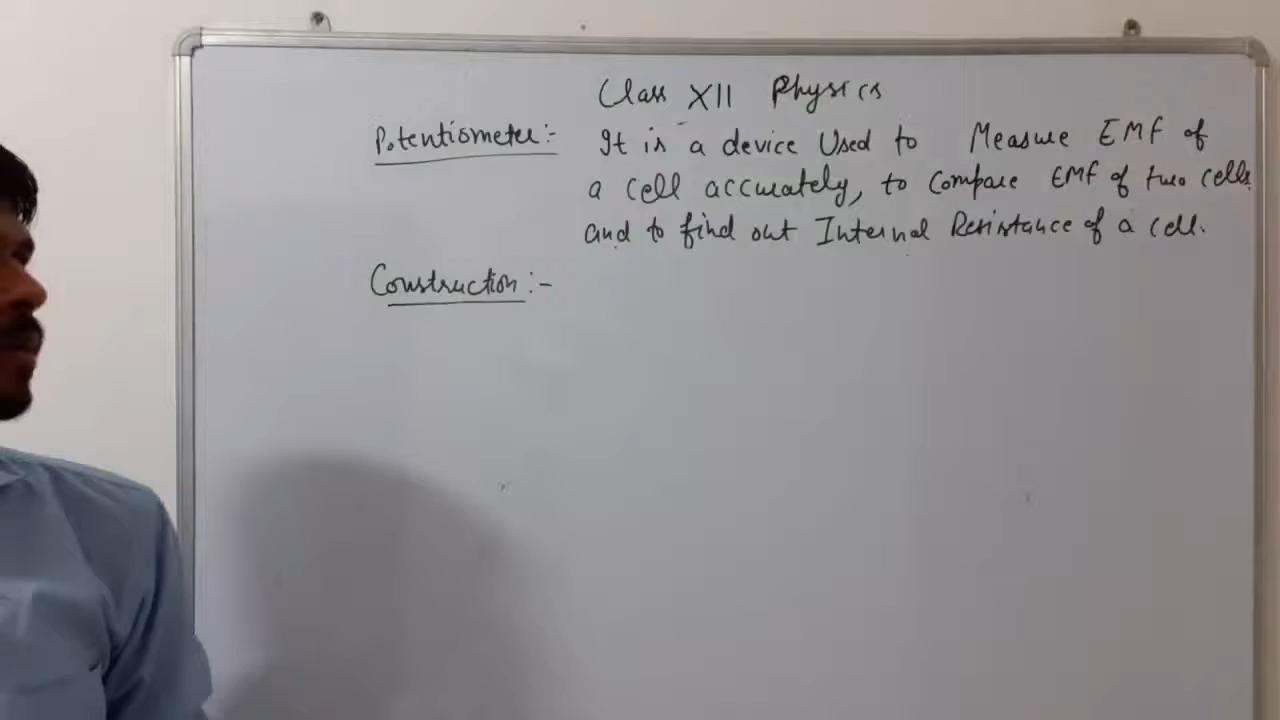 Class XII Physics
Potentiometer:- It is a device Used to Measure EMF of
a cell accurately, to Compare EMF of two cells
and to find out Internal Resistance of a cell.
Construction:-